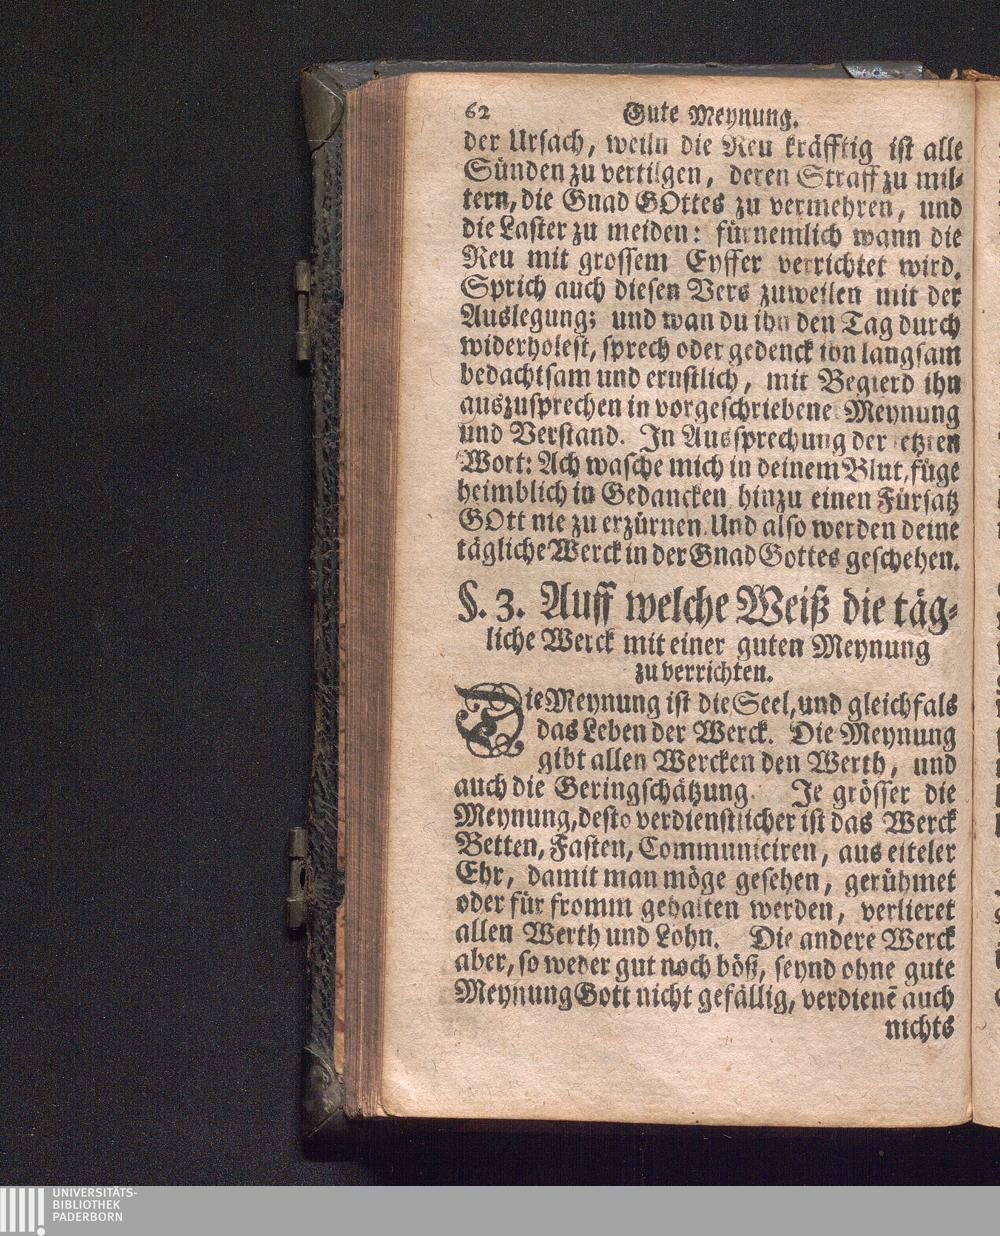 62 Gute Meynung.
der Ursach, weiln die Reu kräfftig ist alle
Sünden zu vertilgen, deren Straff zu mil-
tern, die Gnad GOttes zu vermehren, und
die Laster zu meiden: fürnemlich wann die
Reu mit grossem Eyffer verrichtet wird.
Sprich auch diesen Vers zuweilen mit der
Auslegung; und wan du ihn den Tag durch
widerholest, sprech oder gedenck ihn langsam
bedachtsam und ernstlich, mit Begierd ihn
auszusprechen in vorgeschriebene Meynung
und Verstand. In Aussprechung der letzten
Wort: Ach wasche mich in deinem Blut, füge
heimblich in Gedancken hinzu einen Fürsatz
GOtt nie zu erzürnen. Und also werden deine
tägliche Werck in der Gnad Gottes geschehen.
§. 3. Auff welche Weiß die täg-
liche Werck mit einer guten Meynung
zu verrichten.
Die Meynung ist die Seel, und gleichfals
das Leben der Werck. Die Meynung
gibt allen Wercken den Werth, und
auch die Geringschätzung. Je grösser die
Meynung, desto verdienstlicher ist das Werck
Betten, Fasten, Communiciren, aus eiteler
Ehr, damit man möge gesehen, gerühmet
oder für fromm gehalten werden, verlieret
allen Werth und Lohn. Die andere Werck
aber, so weder gut noch böß, seynd ohne gute
Meynung Gott nicht gefällig, verdienē auch
nichts
UNIVERSITÄTS-
BIBLIOTHEK
PADERBORN